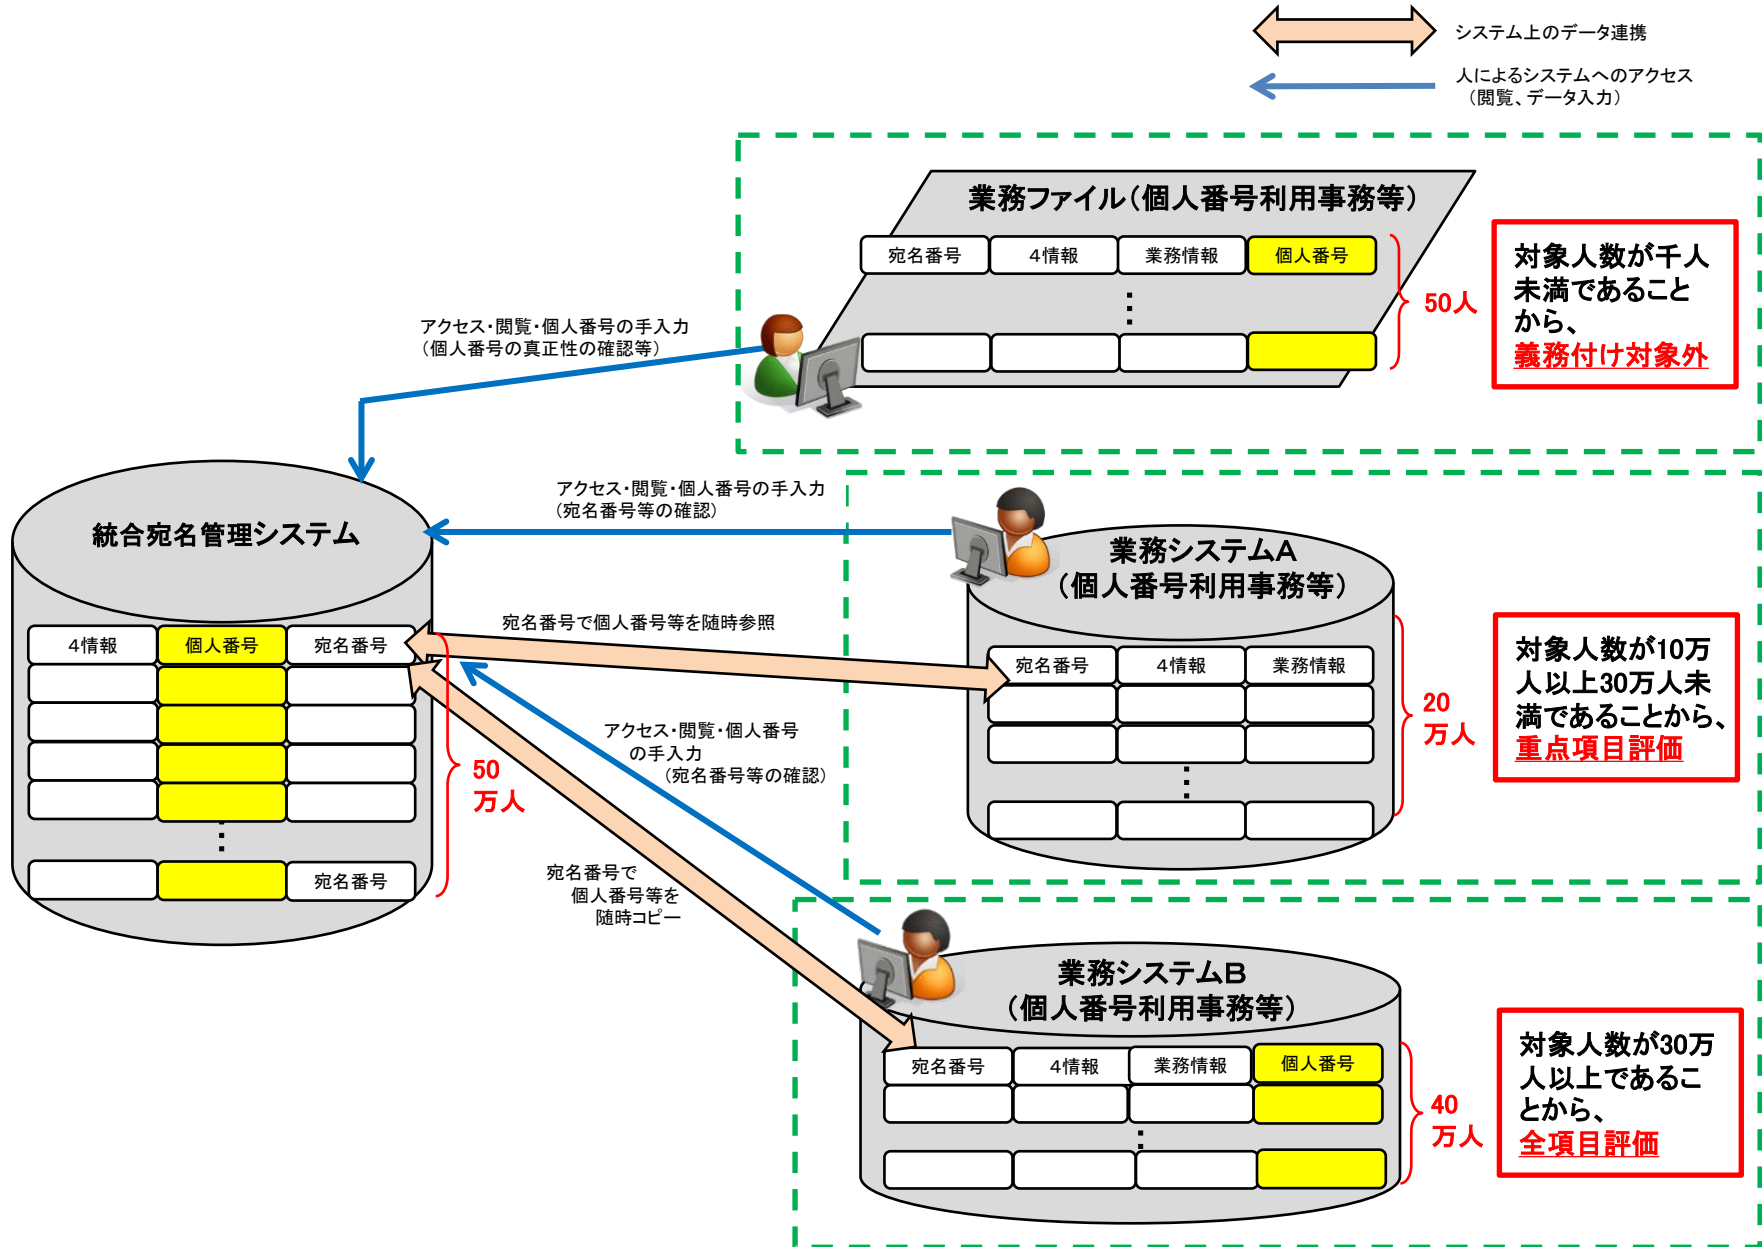 システム上のデータ連携
人によるシステムへのアクセス
（閲覧、データ入力）
業務ファイル（個人番号利用事務等）
宛名番号
4情報
業務情報
個人番号
50人
対象人数が千人
未満であること
から、
義務付け対象外
アクセス・閲覧・個人番号の手入力
（個人番号の真正性の確認等）
アクセス・閲覧・個人番号の手入力
（宛名番号等の確認）
統合宛名管理システム
4情報
個人番号
宛名番号
宛名番号
50
万人
宛名番号で個人番号等を随時参照
業務システムA
（個人番号利用事務等）
宛名番号
4情報
業務情報
20
万人
対象人数が10万
人以上30万人未
満であることから、
重点項目評価
アクセス・閲覧・個人番号
の手入力
（宛名番号等の確認）
宛名番号で
個人番号等を
随時コピー
業務システムB
（個人番号利用事務等）
宛名番号
4情報
業務情報
個人番号
40
万人
対象人数が30万
人以上であるこ
とから、
全項目評価